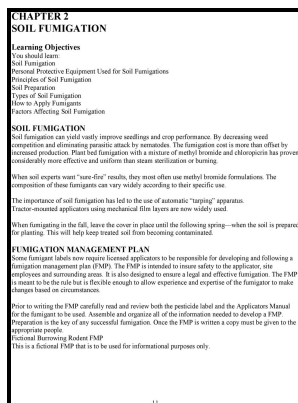 CHAPTER 2
SOIL FUMIGATION
Learning Objectives
You should learn:
Soil Fumigation
Personal Protective Equipment Used for Soil Fumigations
Principles of Soil Fumigation
Soil Preparation
Types of Soil Fumigation
How to Apply Fumigants
Factors Affecting Soil Fumigation
SOIL FUMIGATION
Soil fumigation can yield vastly improve seedlings and crop performance. By decreasing weed
competition and eliminating parasitic attack by nematodes. The fumigation cost is more than offset by
increased production. Plant bed fumigation with a mixture of methyl bromide and chloropicrin has proven
considerably more effective and uniform than steam sterilization or burning.
When soil experts want "sure-fire" results, they most often use methyl bromide formulations. The
composition of these fumigants can vary widely according to their specific use.
The importance of soil fumigation has led to the use of automatic "tarping" apparatus.
Tractor-mounted applicators using mechanical film layers are now widely used.
When fumigating in the fall, leave the cover in place until the following spring—when the soil is prepared
for planting. This will help keep treated soil from becoming contaminated.
FUMIGATION MANAGEMENT PLAN
Some fumigant labels now require licensed applicators to be responsible for developing and following a
fumigation management plan (FMP). The FMP is intended to insure safety to the applicator, site
employees and surrounding areas. It is also designed to ensure a legal and effective fumigation. The FMP
is meant to be the rule but is flexible enough to allow experience and expertise of the fumigator to make
changes based on circumstances.
Prior to writing the FMP carefully read and review both the pesticide label and the Applicators Manual
for the fumigant to be used. Assemble and organize all of the information needed to develop a FMP.
Preparation is the key of any successful fumigation. Once the FMP is written a copy must be given to the
appropriate people.
Fictional Burrowing Rodent FMP
This is a fictional FMP that is to be used for informational purposes only.
11